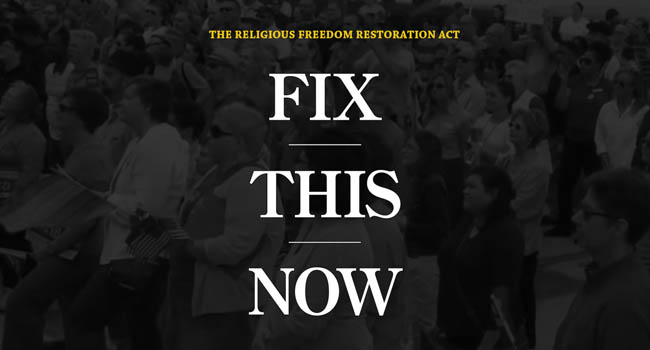 THE RELIGIOUS FREEDOM RESTORATION ACT
FIX
THIS
NOW